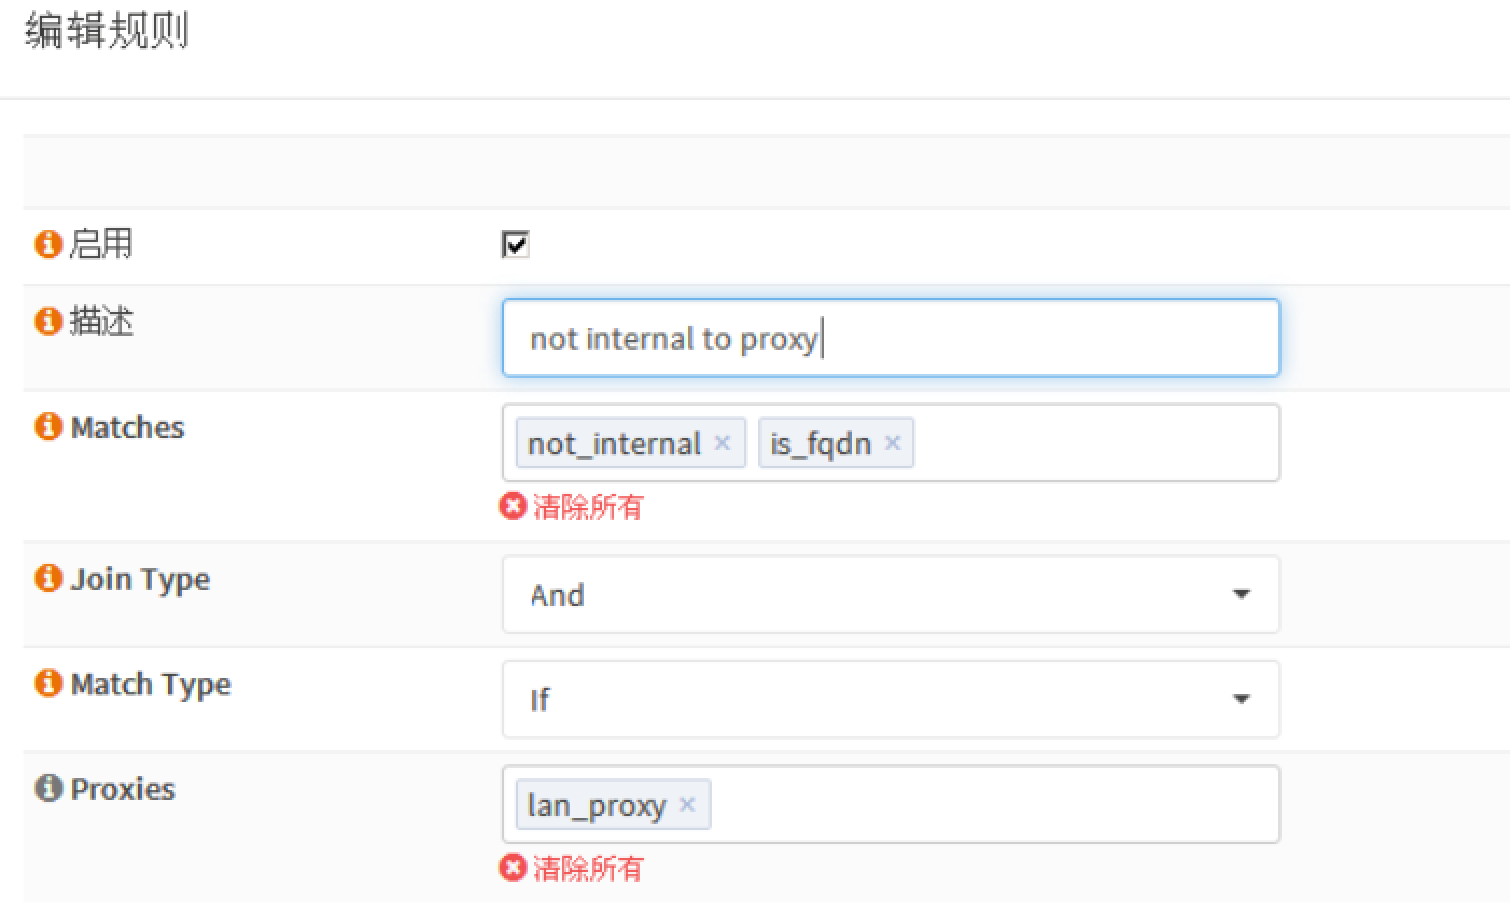 编辑规则
启用
描述
not internal to proxy
Matches
not_internal × is_fqdn ×
清除所有
Join Type
And
Match Type
If
Proxies
lan_proxy ×
清除所有